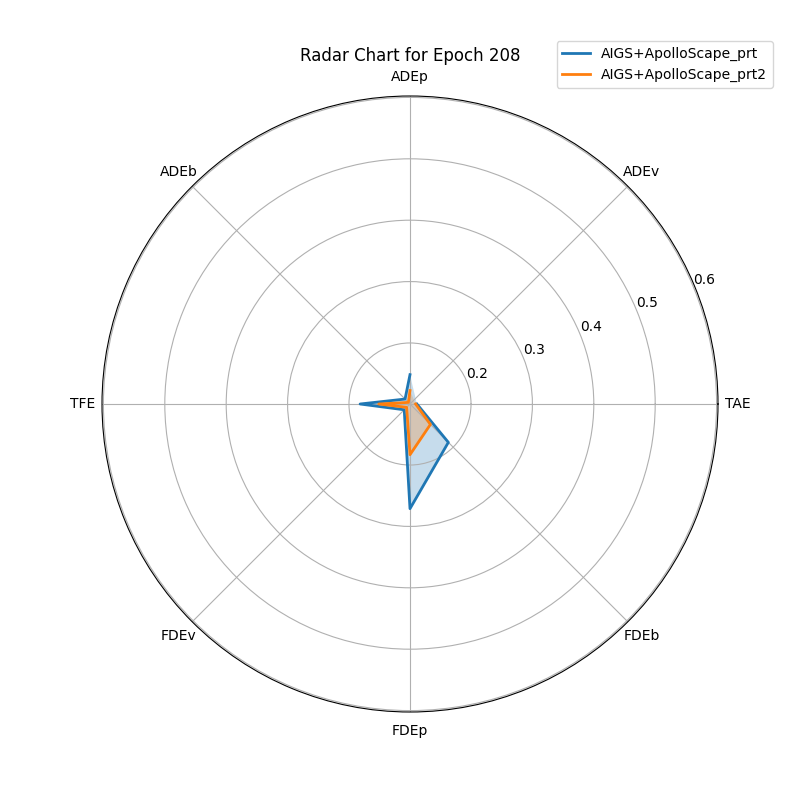 Radar Chart for Epoch 208
AIGS+ApolloScape_prt
AIGS+ApolloScape_prt2
ADEp
ADEb
ADEv
0.6
0.5
0.4
0.3
0.2
TFE
TAE
FDEv
FDEb
FDEp